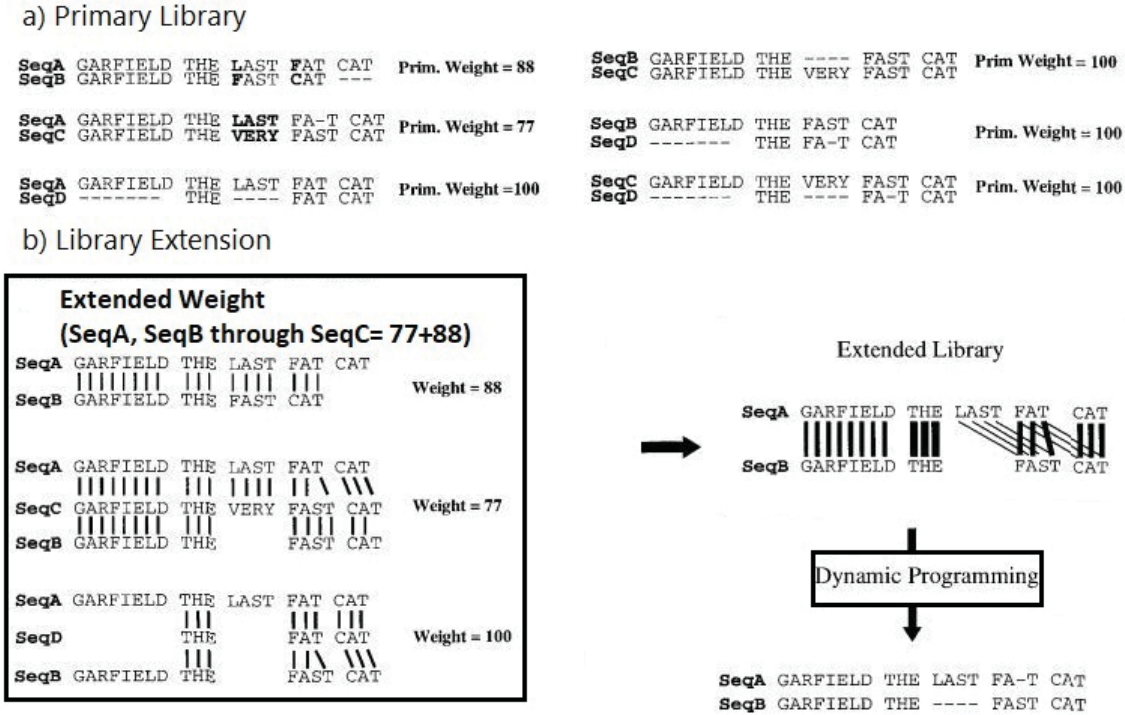 a) Primary Library
SeqA GARFIELD THE LAST FAT CAT
SeqB GARFIELD THE FAST CAT ---
Prim. Weight = 88
SeqA GARFIELD THE LAST FA-T CAT
SeqC GARFIELD THE VERY FAST CAT
Prim. Weight = 77
SeqA GARFIELD THE LAST FAT CAT
SeqD ------- THE ---- FAT CAT
Prim. Weight =100
SeqB GARFIELD THE ---- FAST CAT
SeqC GARFIELD THE VERY FAST CAT
Prim Weight = 100
SeqB GARFIELD THE FAST CAT
SeqD ------- THE FA-T CAT
Prim. Weight = 100
SeqC GARFIELD THE VERY FAST CAT
SeqD ------- THE ---- FA-T CAT
Prim. Weight = 100
b) Library Extension
Extended Weight
(SeqA, SeqB through SeqC= 77+88)
SeqA GARFIELD THE LAST FAT CAT
SeqB GARFIELD THE FAST CAT
Weight = 88
SeqA GARFIELD THE LAST FAT CAT
SeqC GARFIELD THE VERY FAST CAT
SeqB GARFIELD THE FAST CAT
Weight = 77
SeqA GARFIELD THE LAST FAT CAT
SeqD THE FAT CAT
SeqB GARFIELD THE FAST CAT
Weight = 100
Extended Library
SeqA GARFIELD THE LAST FAT CAT
SeqB GARFIELD THE FAST CAT
Dynamic Programming
SeqA GARFIELD THE LAST FA-T CAT
SeqB GARFIELD THE ---- FAST CAT